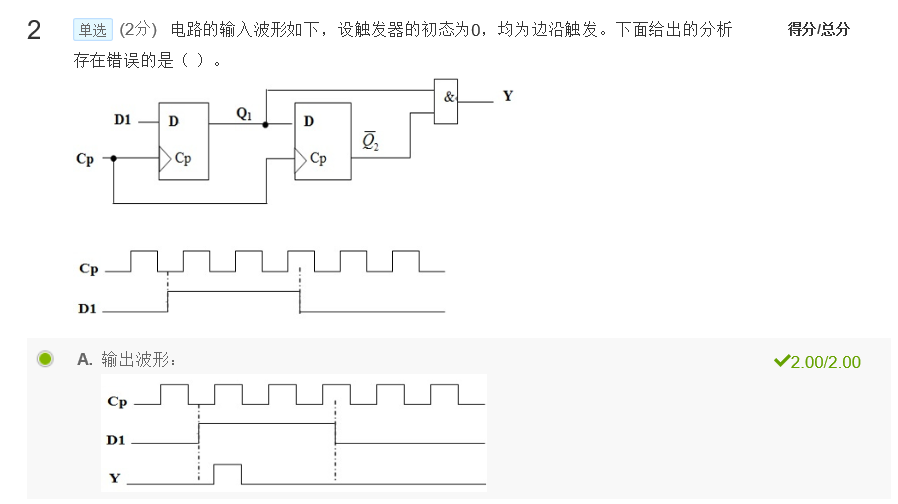 2 单选 (2分) 电路的输入波形如下，设触发器的初态为0，均为边沿触发。下面给出的分析 得分/总分
存在错误的是（ ）。
& Y
D1 D Q1 D
Q̅2
Cp Cp Cp
Cp
D1
A. 输出波形： 2.00/2.00
Cp
D1
Y